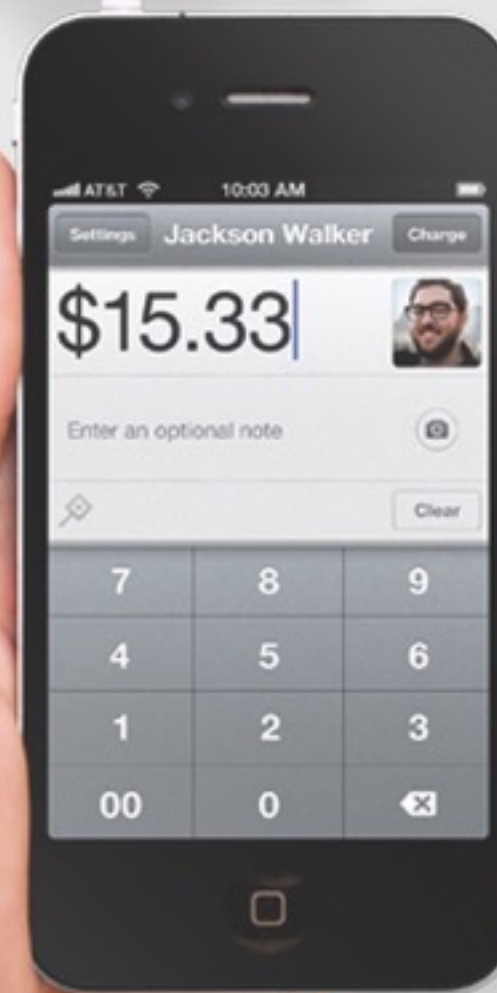 AT&T 10:03 AM
Settings Jackson Walker Charge
$15.33
Enter an optional note
Clear
7 8 9
4 5 6
1 2 3
00 0